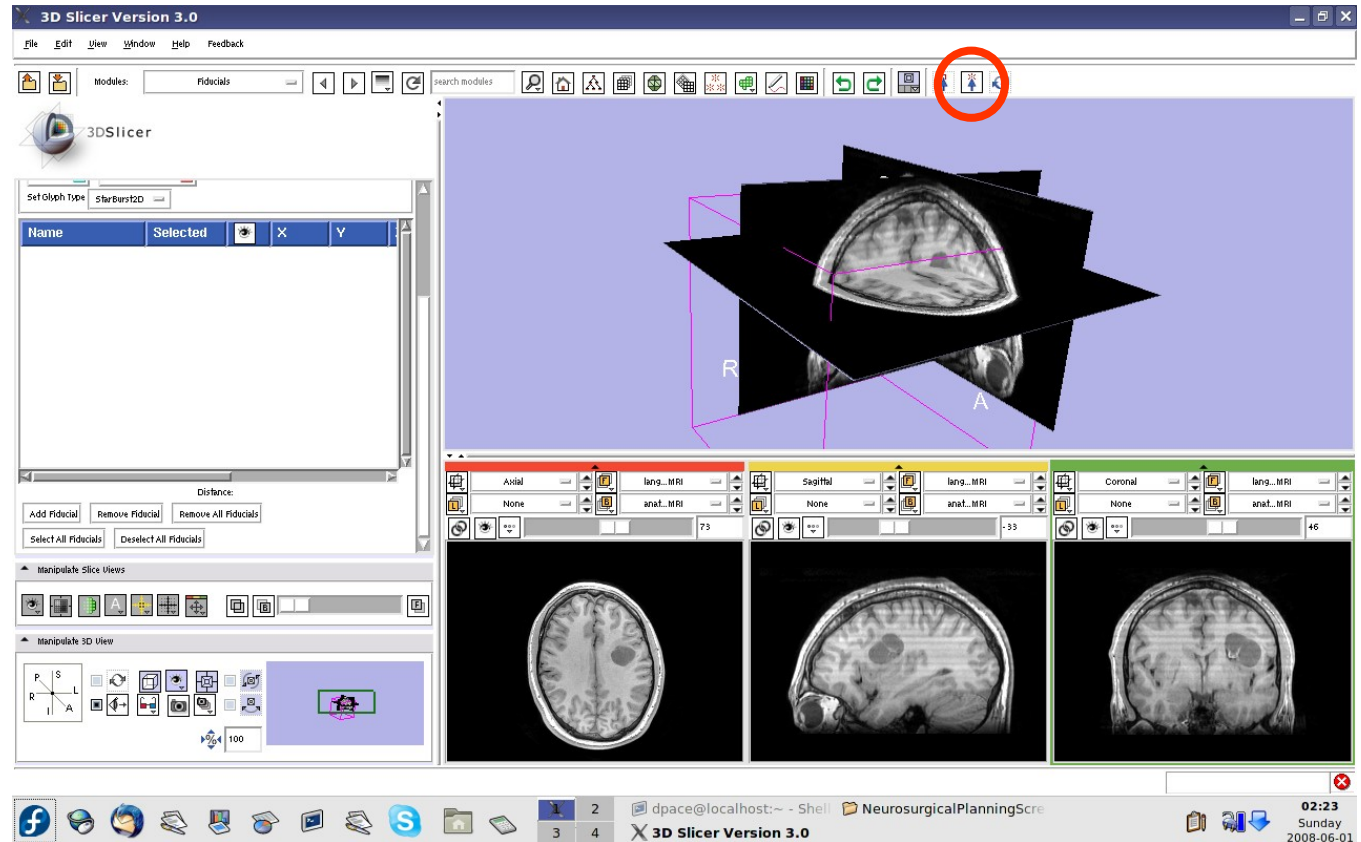 3D Slicer Version 3.0
File Edit View Window Help Feedback
Modules: Fiducials search modules
3DSlicer
Set Glyph Type StarBurst2D
Name Selected X Y
Distance:
Add Fiducial Remove Fiducial Remove All Fiducials
Select All Fiducials Deselect All Fiducials
Manipulate Slice Views
A B F
Manipulate 3D View
P S
R L
I A
100
R
A
Axial F lang...MRI
L None B anat...MRI
73
Sagittal F lang...MRI
L None B anat...MRI
-33
Coronal F lang...MRI
L None B anat...MRI
46
1 2 dpace@localhost:~ - Shell NeurosurgicalPlanningScre
3 4 X 3D Slicer Version 3.0
02:23
Sunday
2008-06-01